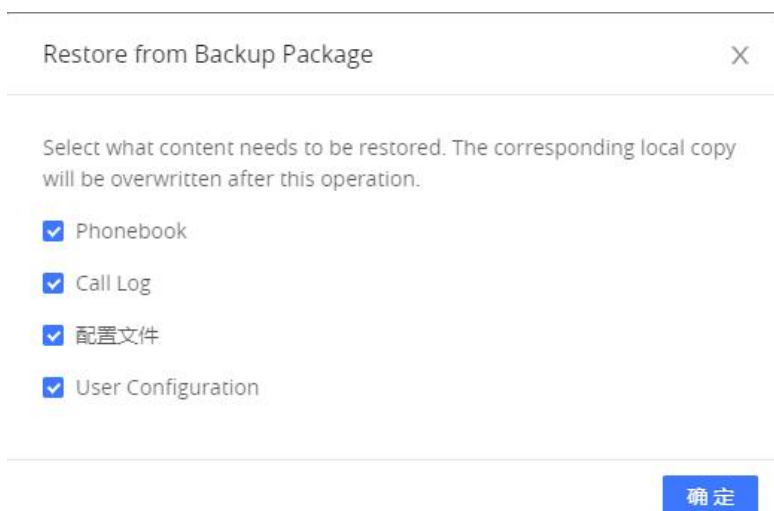 Restore from Backup Package
Select what content needs to be restored. The corresponding local copy
will be overwritten after this operation.
Phonebook
Call Log
配置文件
User Configuration
确定